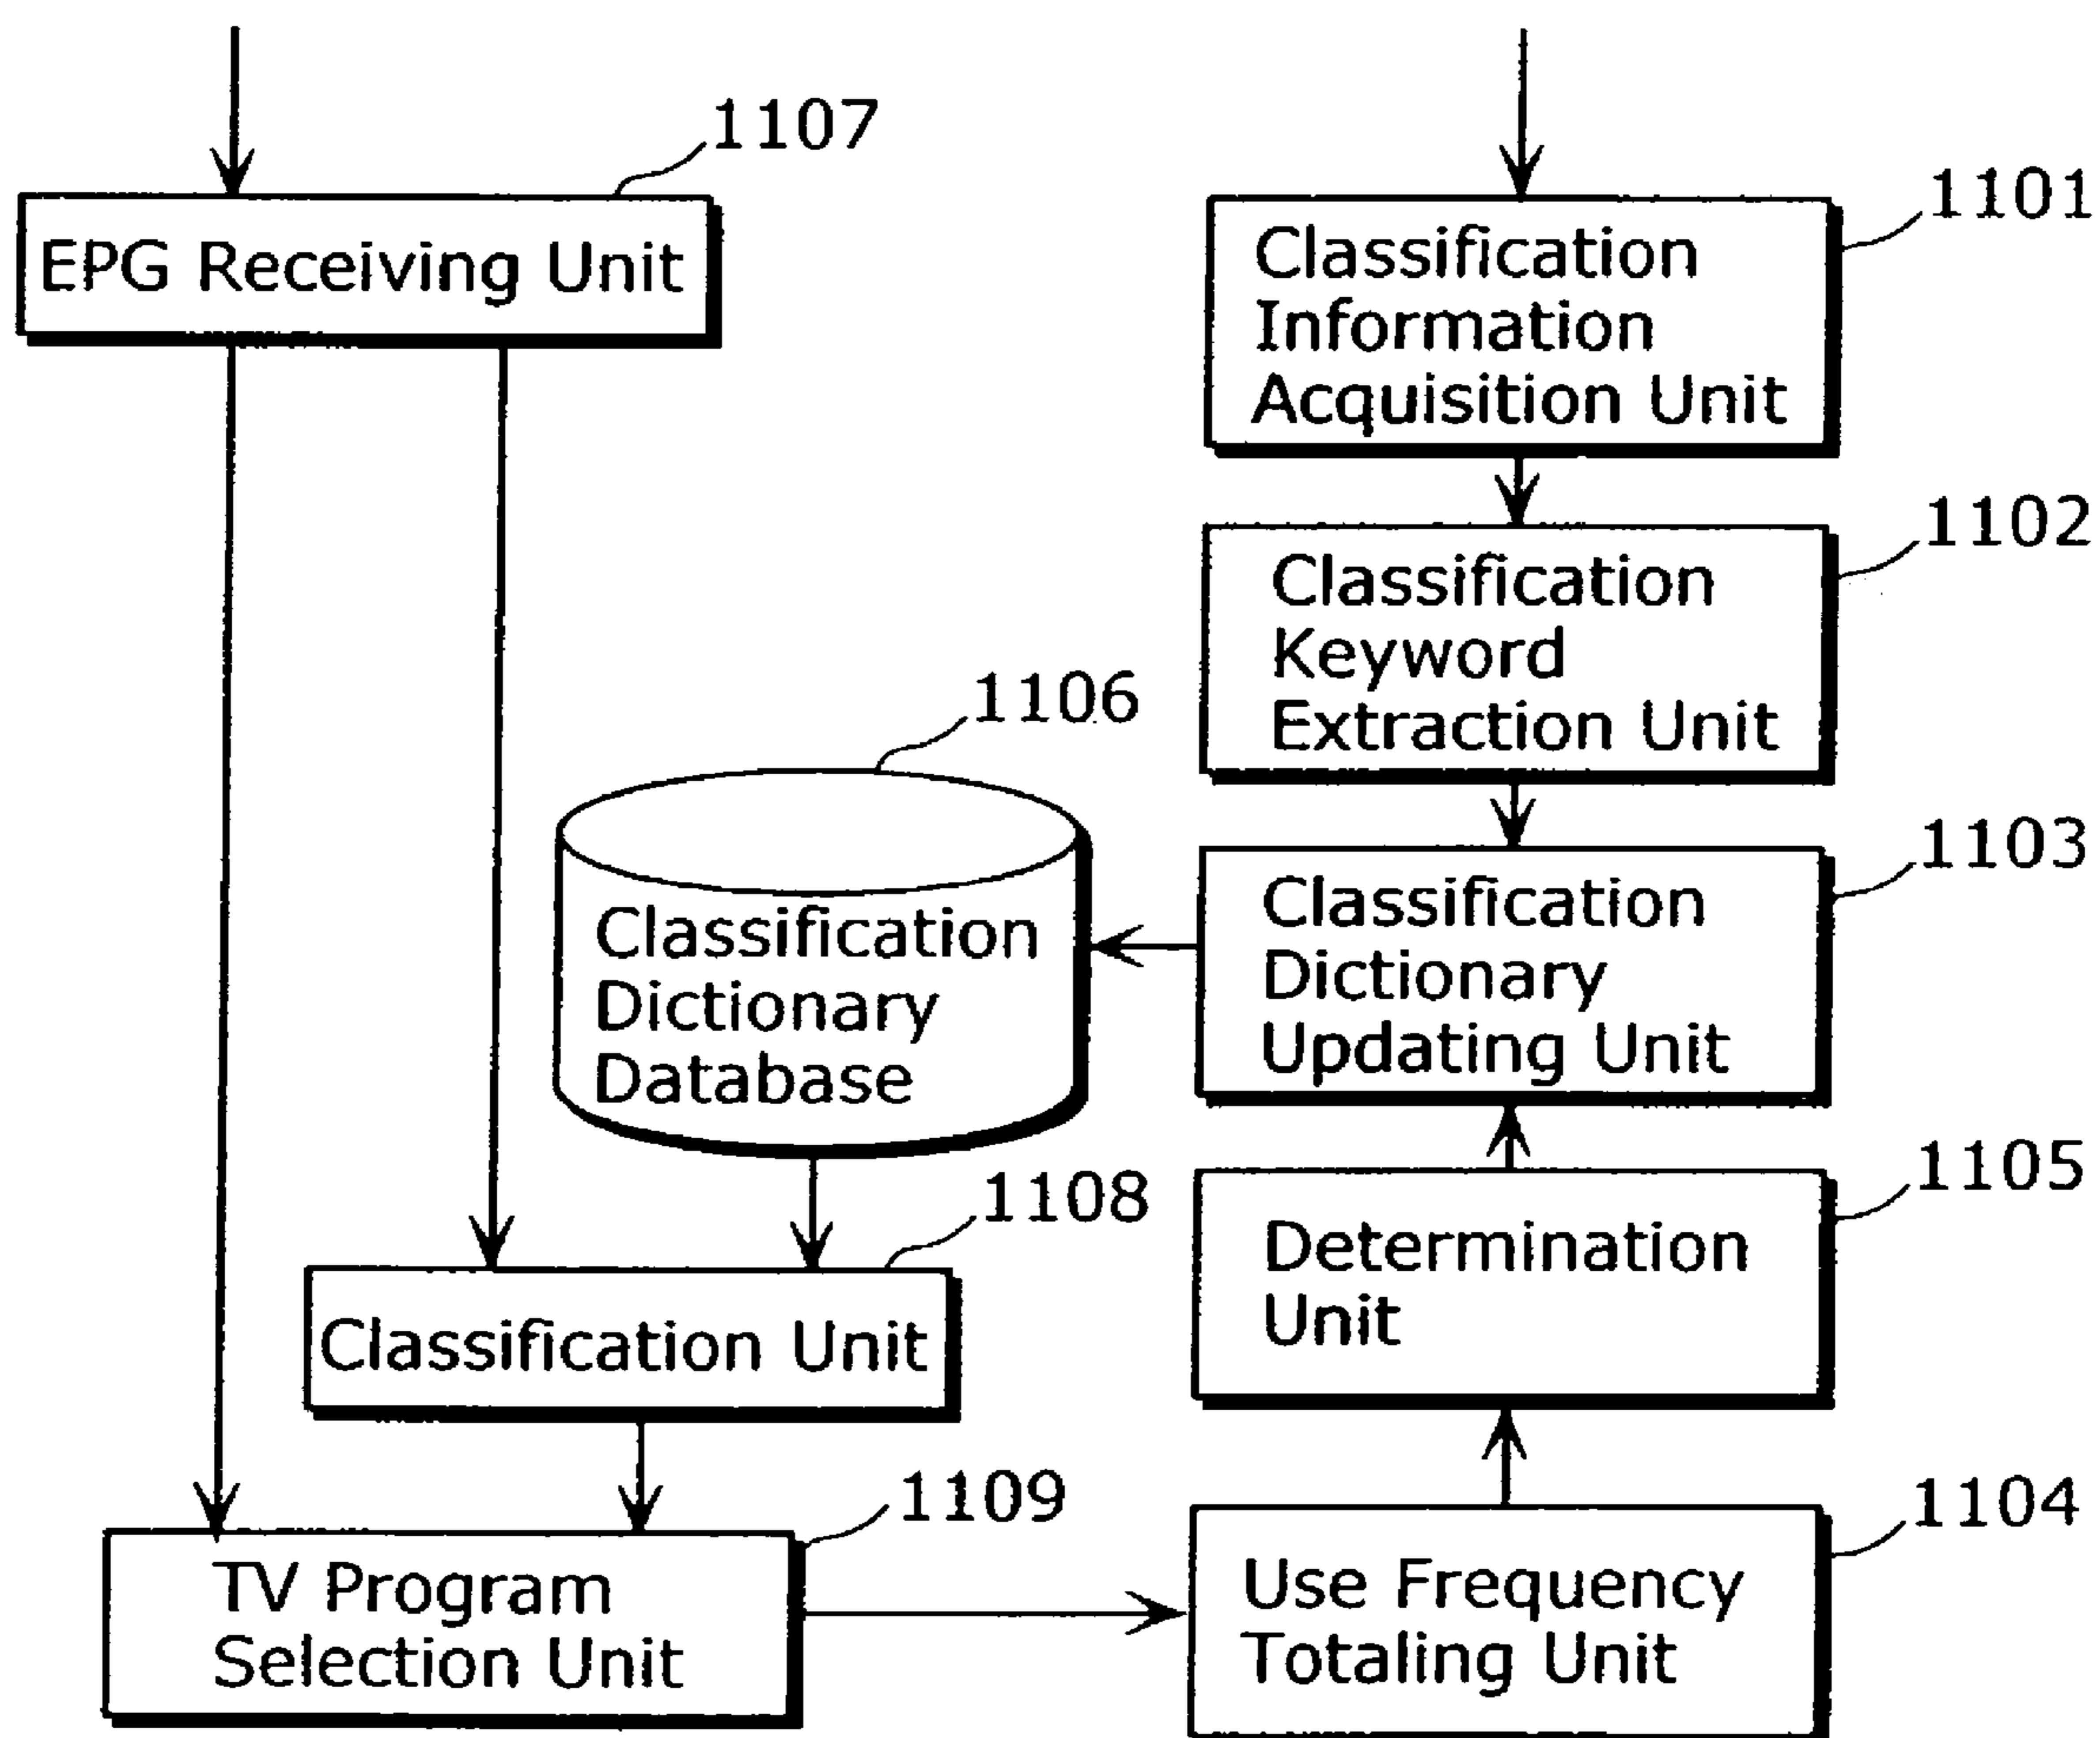 1107
EPG Receiving Unit
1101
Classification
Information
Acquisition Unit
1102
Classification
Keyword
Extraction Unit
1106
Classification
Dictionary
Database
1103
Classification
Dictionary
Updating Unit
1108
Classification Unit
1105
Determination
Unit
1109
TV Program
Selection Unit
1104
Use Frequency
Totaling Unit